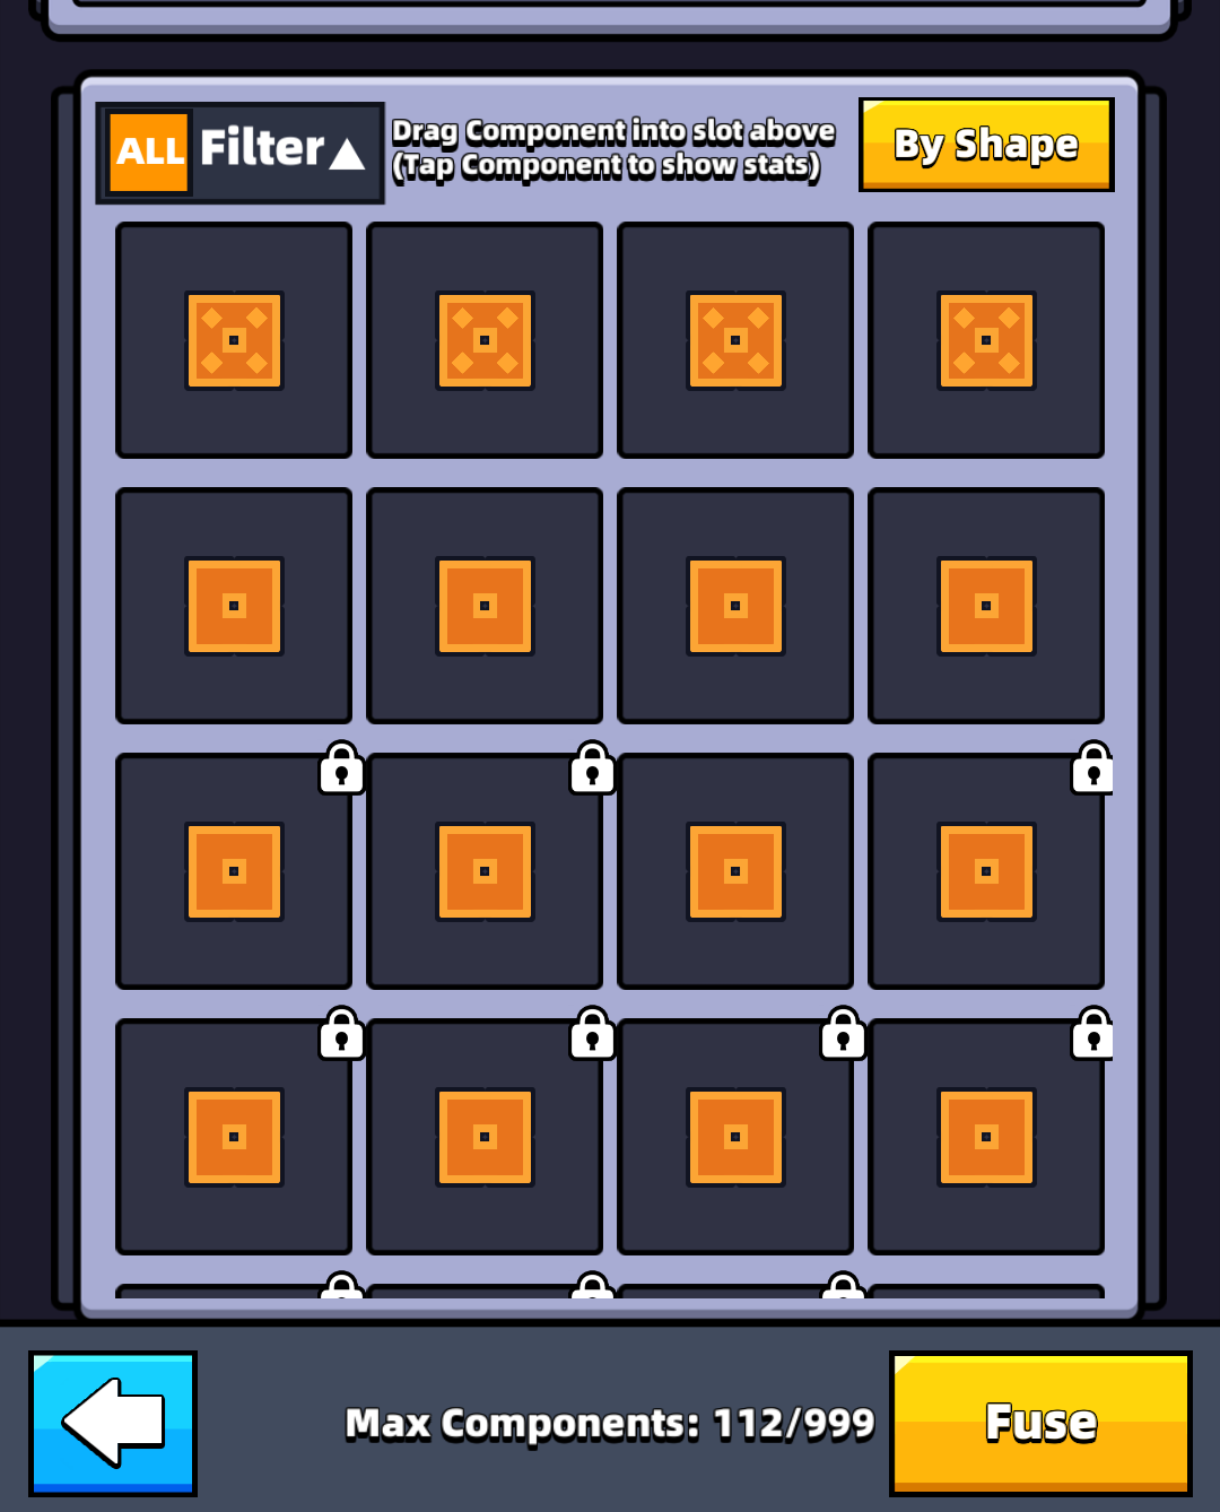 ALL Filter▲
Drag Component into slot above
(Tap Component to show stats)
By Shape
Max Components: 112/999
Fuse